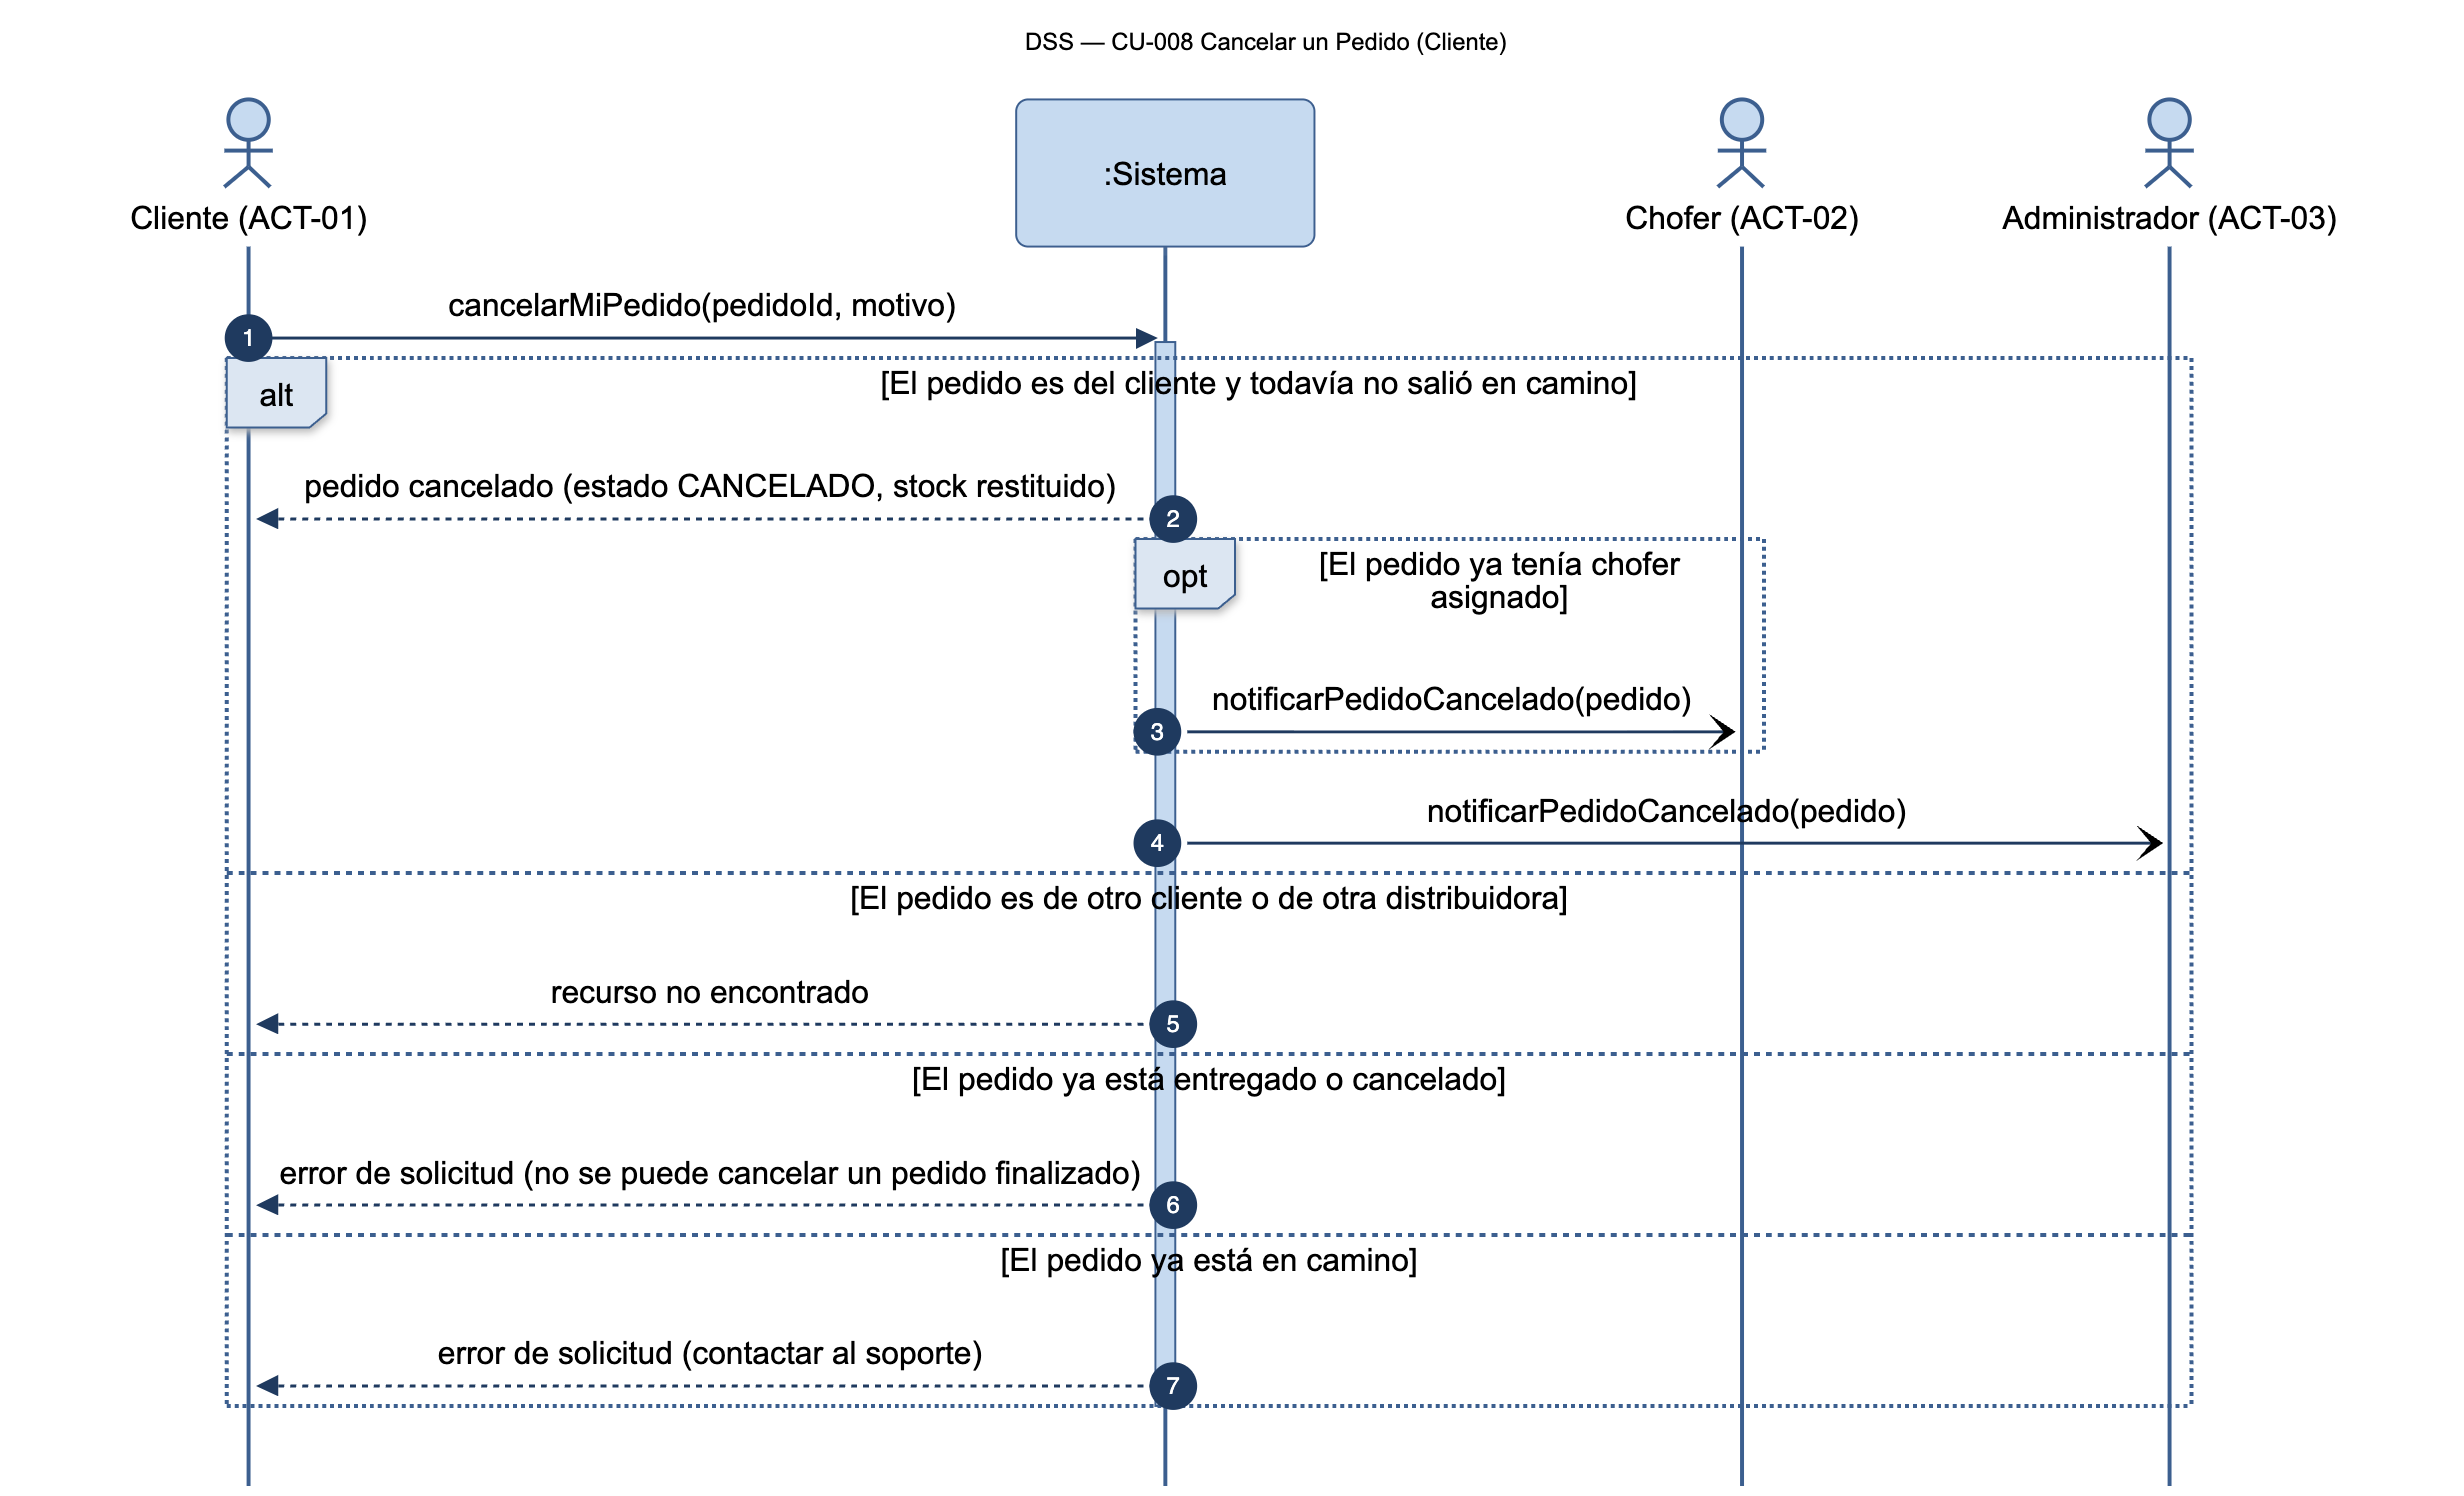 DSS — CU-008 Cancelar un Pedido (Cliente)
:Sistema
Cliente (ACT-01)
Chofer (ACT-02)
Administrador (ACT-03)
cancelarMiPedido(pedidoId, motivo)
1
alt
[El pedido es del cliente y todavía no salió en camino]
pedido cancelado (estado CANCELADO, stock restituido)
2
opt
[El pedido ya tenía chofer
asignado]
notificarPedidoCancelado(pedido)
3
notificarPedidoCancelado(pedido)
4
[El pedido es de otro cliente o de otra distribuidora]
recurso no encontrado
5
[El pedido ya está entregado o cancelado]
error de solicitud (no se puede cancelar un pedido finalizado)
6
[El pedido ya está en camino]
error de solicitud (contactar al soporte)
7